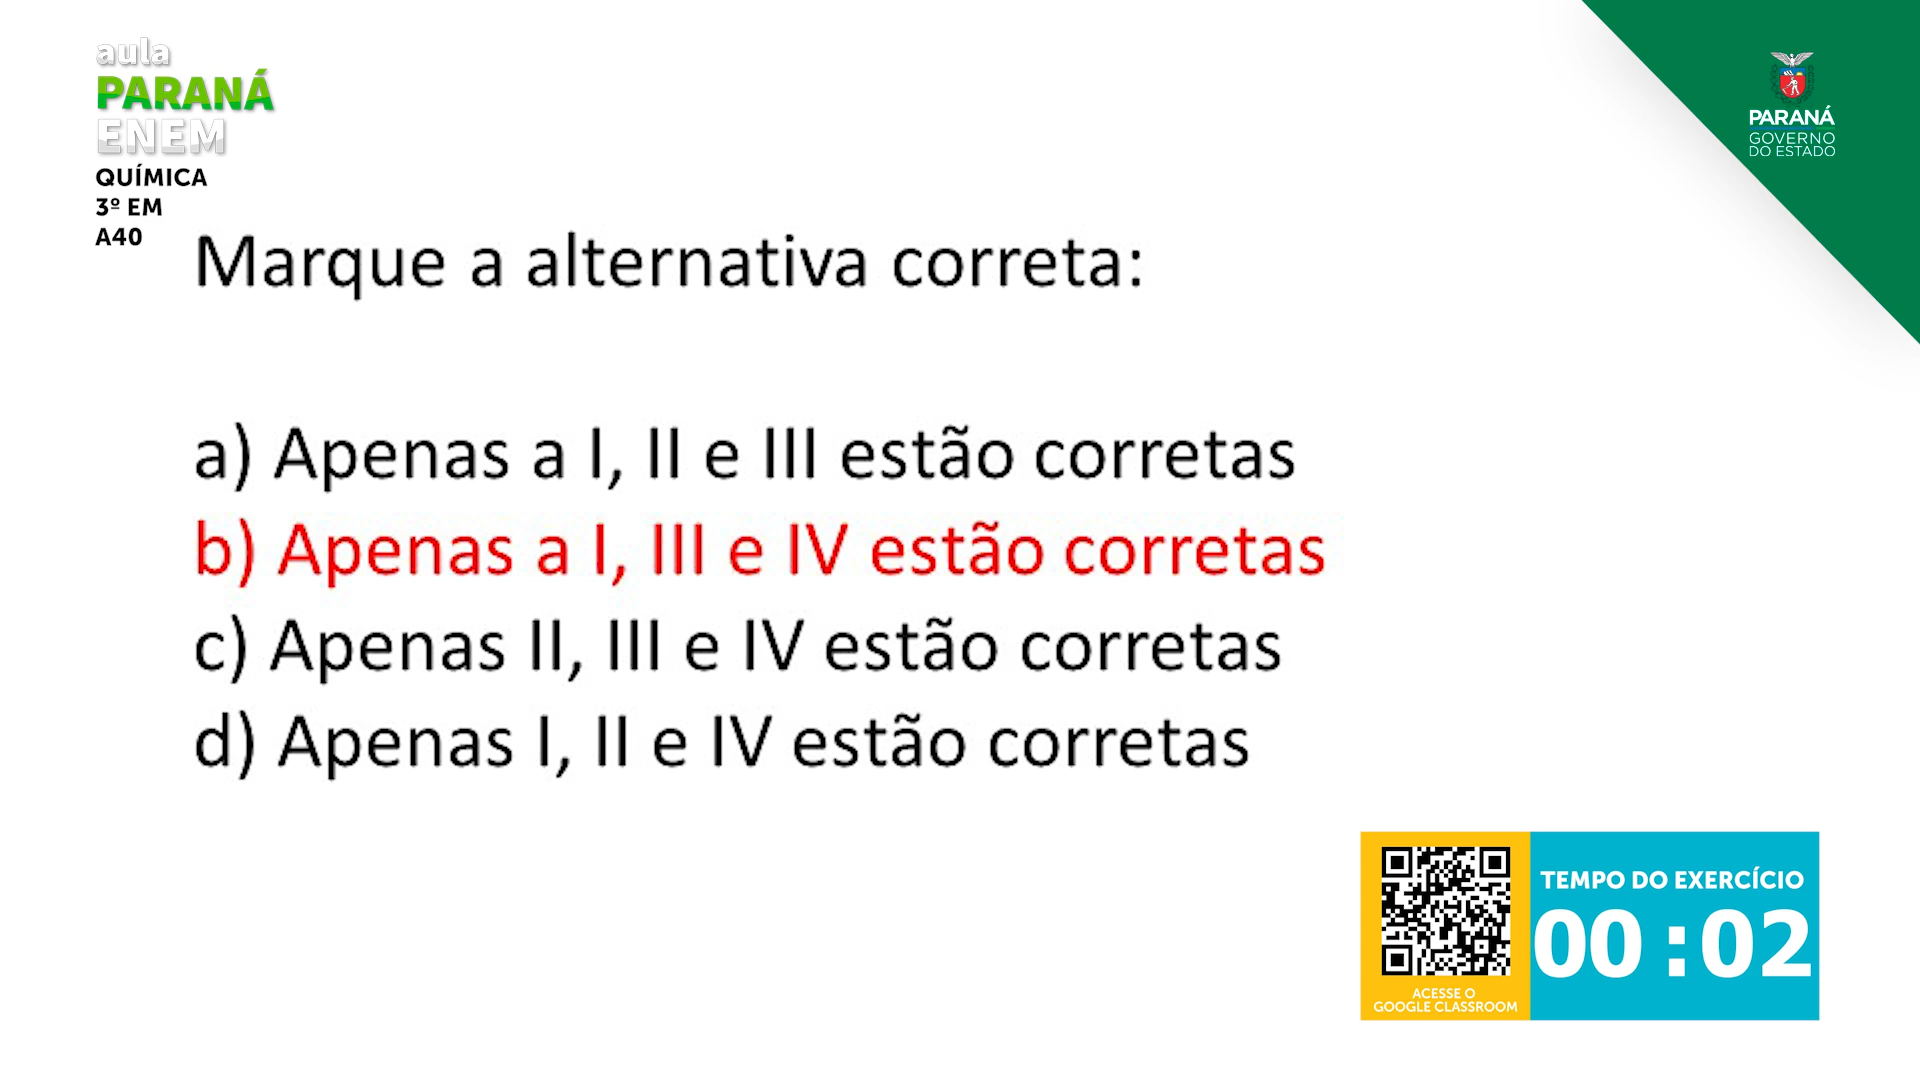 aula
PARANÁ
ENEM
QUÍMICA
3º EM
A40
PARANÁ
GOVERNO
DO ESTADO
Marque a alternativa correta:
a) Apenas a I, II e III estão corretas
b) Apenas a I, III e IV estão corretas
c) Apenas II, III e IV estão corretas
d) Apenas I, II e IV estão corretas
ACESSE O
GOOGLE CLASSROOM
TEMPO DO EXERCÍCIO
00:02